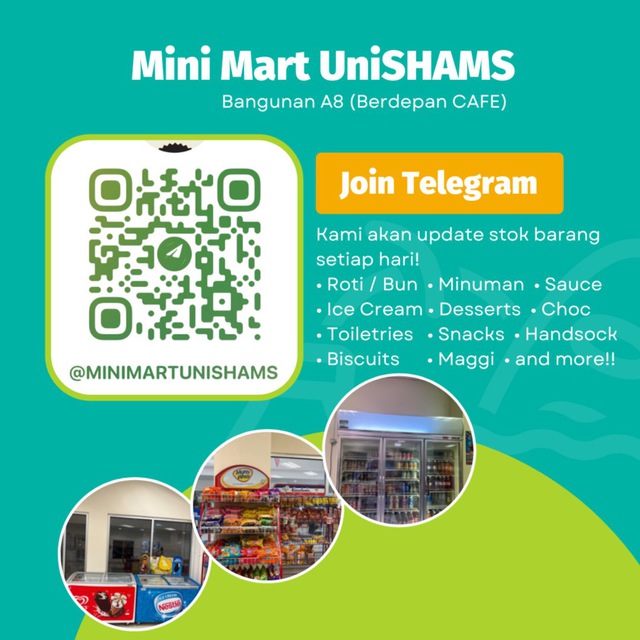 Mini Mart UniSHAMS
Bangunan A8 (Berdepan CAFE)
@MINIMARTUNISHAMS
Join Telegram
Kami akan update stok barang
setiap hari!
• Roti / Bun • Minuman • Sauce
• Ice Cream • Desserts • Choc
• Toiletries • Snacks • Handsock
• Biscuits • Maggi • and more!!
Nestlé